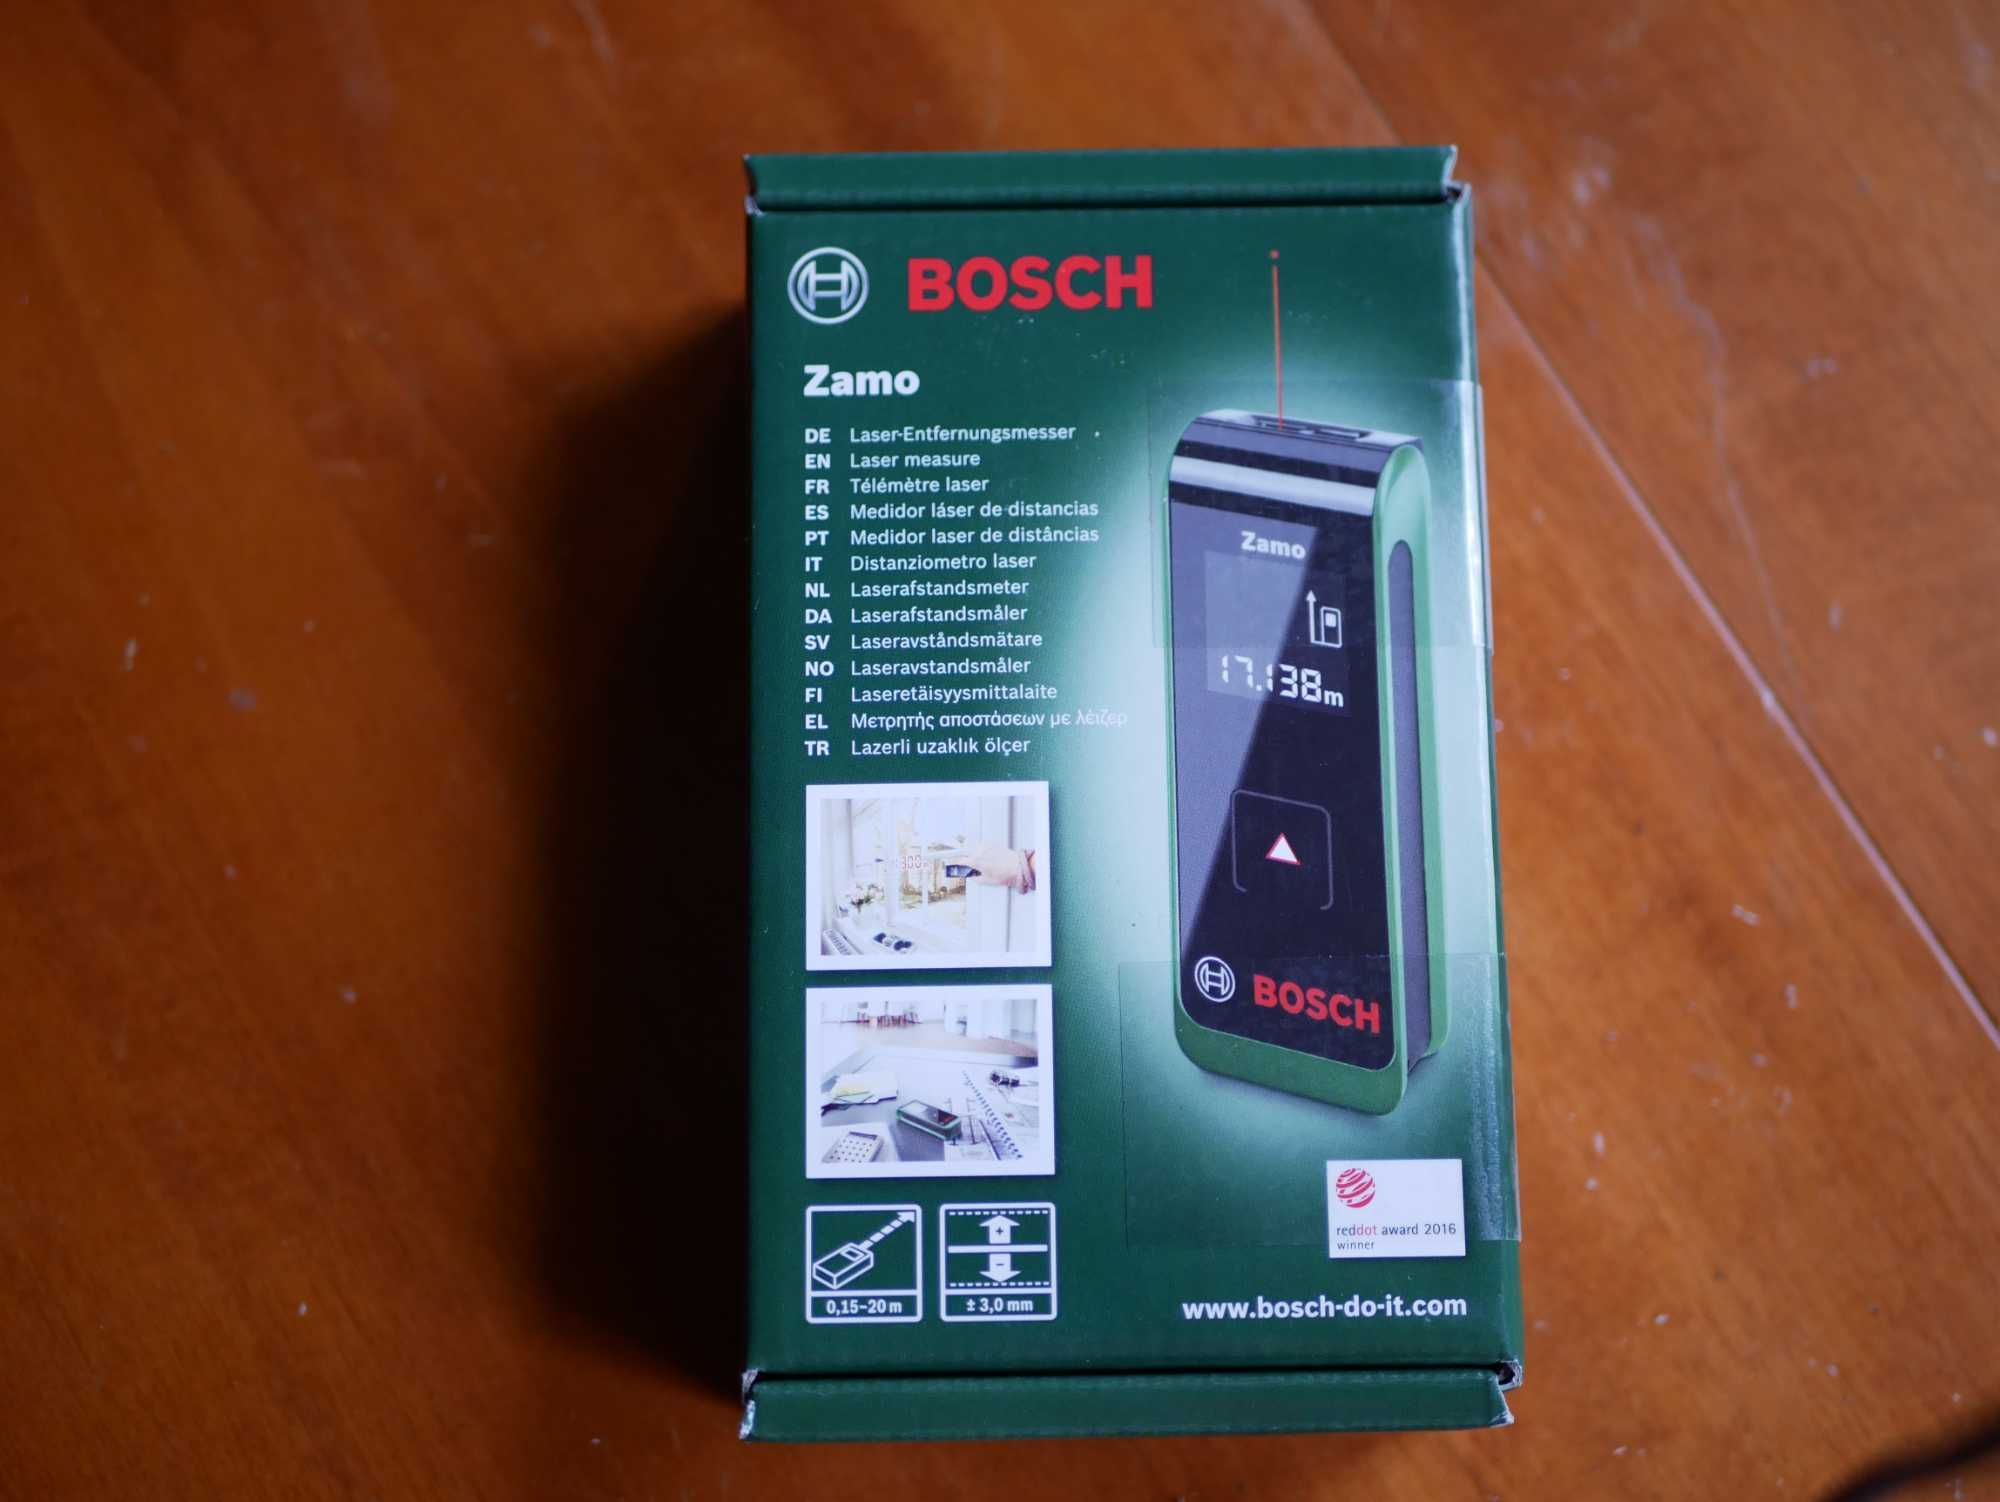 BOSCH
Zamo
DE Laser-Entfernungsmesser
EN Laser measure
FR Télémètre laser
ES Medidor láser de distancias
PT Medidor laser de distâncias
IT Distanziometro laser
NL Laserafstandsmeter
DA Laserafstandsmåler
SV Laseravståndsmätare
NO Laseravstandsmåler
FI Laseretäisyysmittalaite
EL Μετρητής αποστάσεων με λέιζερ
TR Lazerli uzaklık ölçer
Zamo
17.138m
BOSCH
0,15-20 m
± 3,0 mm
reddot award 2016
winner
www.bosch-do-it.com